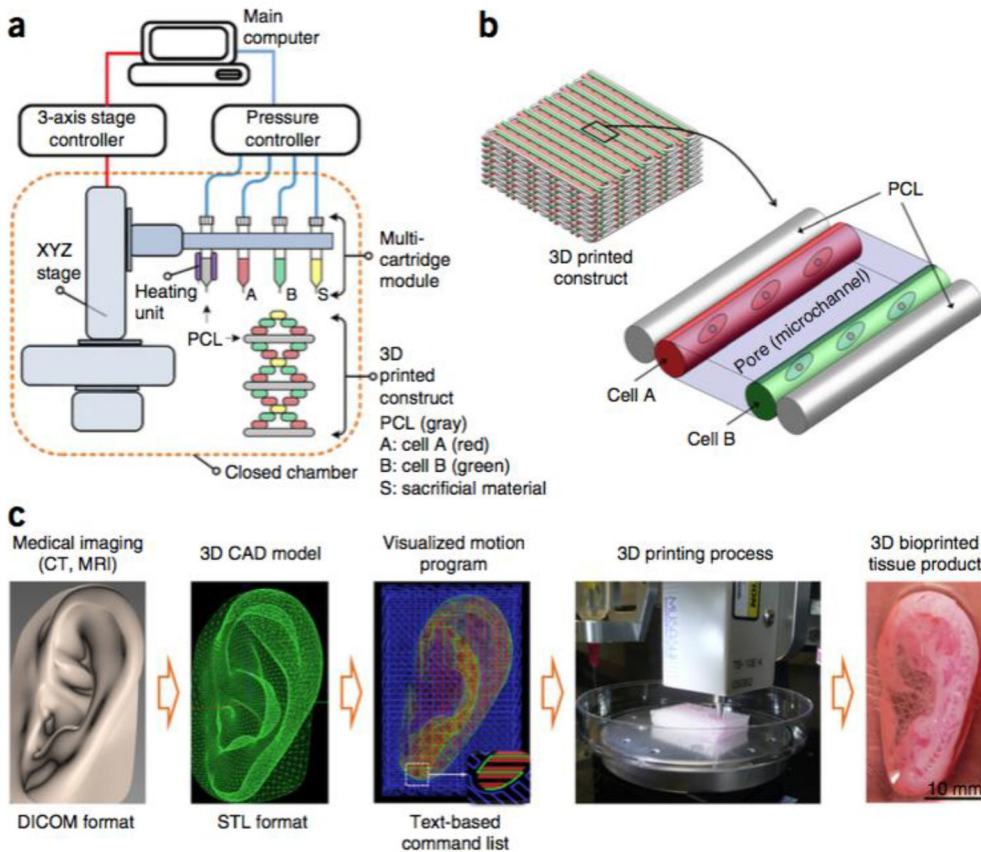 a
Main
computer
3-axis stage
controller
Pressure
controller
XYZ
stage
Heating
unit
A
B
S
Multi-
cartridge
module
PCL
3D
printed
construct
PCL (gray)
A: cell A (red)
B: cell B (green)
S: sacrificial material
Closed chamber
b
3D printed
construct
PCL
Pore (microchannel)
Cell A
Cell B
c
Medical imaging
(CT, MRI)
3D CAD model
Visualized motion
program
3D printing process
3D bioprinted
tissue product
10 mm
DICOM format
STL format
Text-based
command list